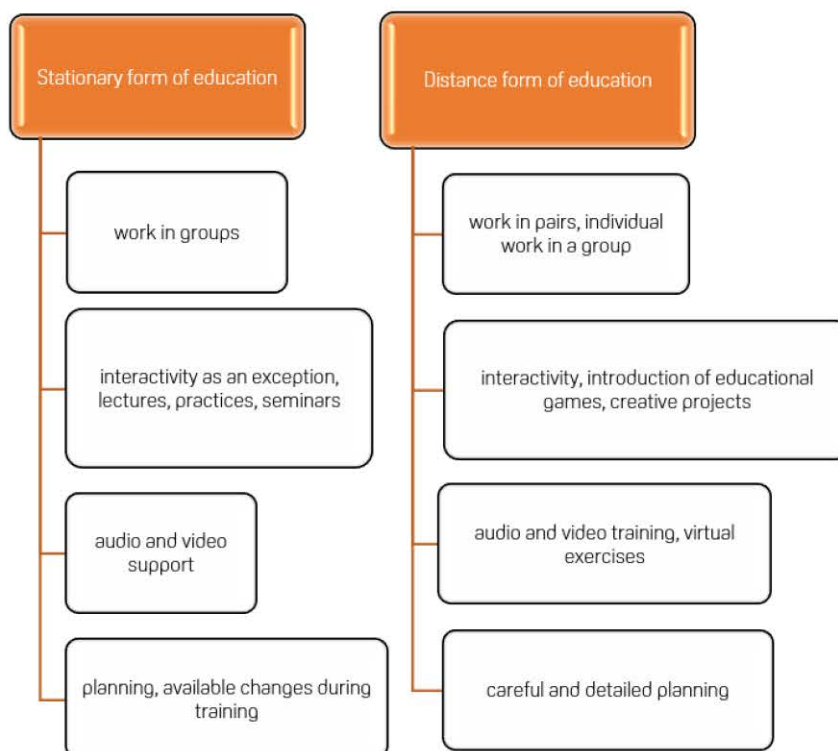 Stationary form of education
work in groups
interactivity as an exception,
lectures, practices, seminars
audio and video
support
planning, available changes during
training
Distance form of education
work in pairs, individual
work in a group
interactivity, introduction of educational
games, creative projects
audio and video training, virtual
exercises
careful and detailed planning